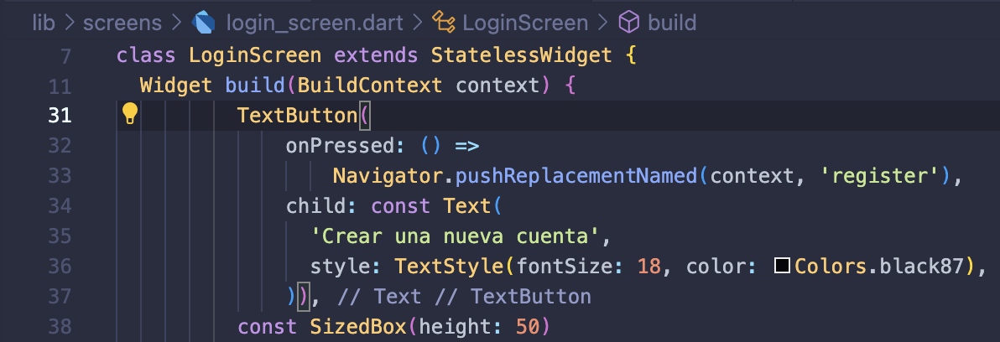 lib > screens > login_screen.dart > LoginScreen > build
7 class LoginScreen extends StatelessWidget {
11 Widget build(BuildContext context) {
31 TextButton(
32 onPressed: () =>
33 Navigator.pushReplacementNamed(context, 'register'),
34 child: const Text(
35 'Crear una nueva cuenta',
36 style: TextStyle(fontSize: 18, color: Colors.black87),
37 )), // Text // TextButton
38 const SizedBox(height: 50)